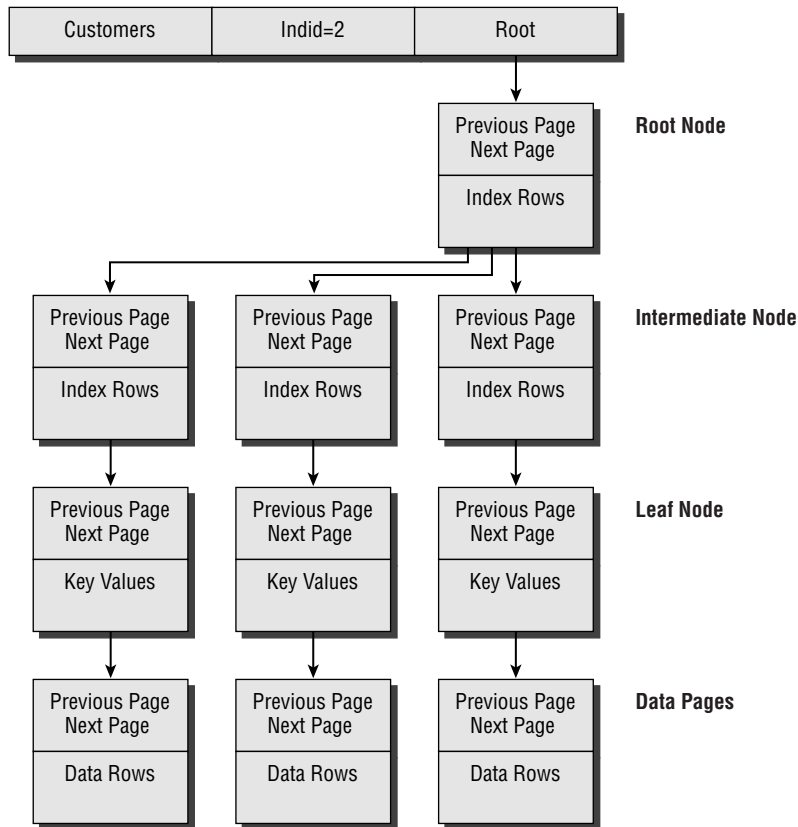 Customers
Indid=2
Root
Previous Page
Next Page
Root Node
Index Rows
Previous Page
Next Page
Previous Page
Next Page
Previous Page
Next Page
Intermediate Node
Index Rows
Index Rows
Index Rows
Previous Page
Next Page
Previous Page
Next Page
Previous Page
Next Page
Leaf Node
Key Values
Key Values
Key Values
Previous Page
Next Page
Previous Page
Next Page
Previous Page
Next Page
Data Pages
Data Rows
Data Rows
Data Rows